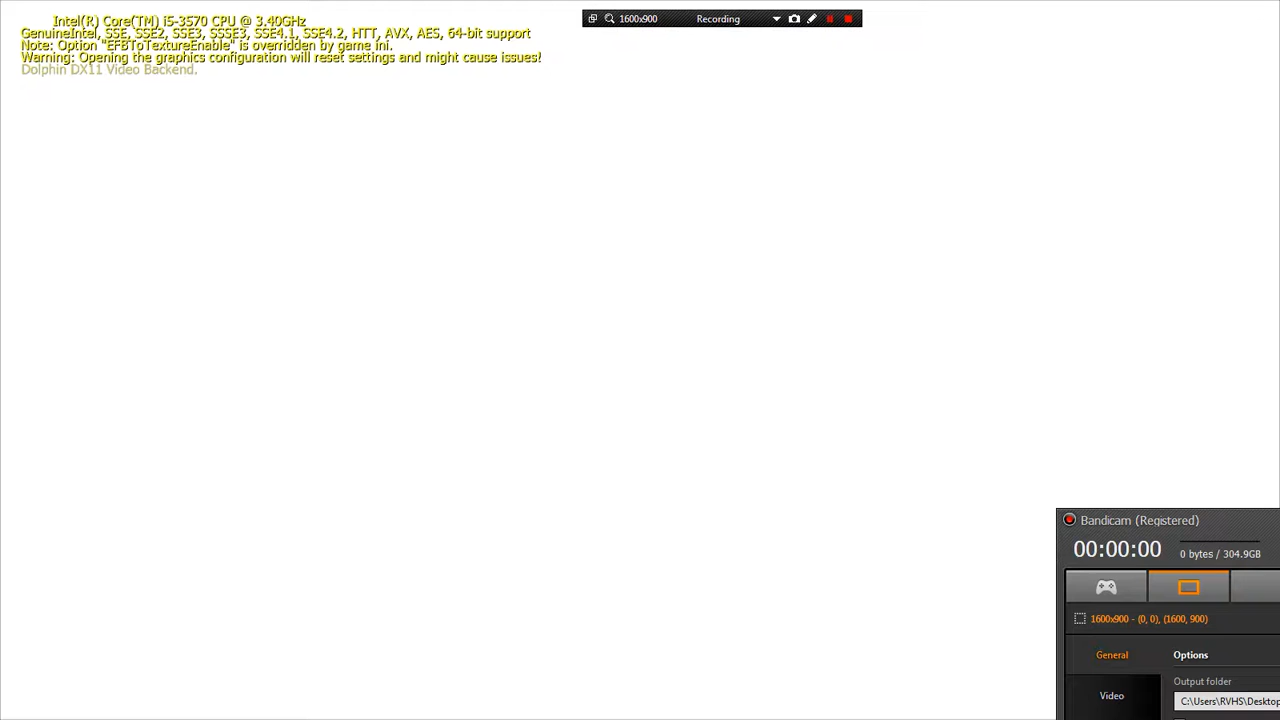 Intel(R) Core(TM) i5-3570 CPU @ 3.40GHz
GenuineIntel, SSE, SSE2, SSE3, SSSE3, SSE4.1, SSE4.2, HTT, AVX, AES, 64-bit support
Note: Option "EFBToTextureEnable" is overridden by game ini.
Warning: Opening the graphics configuration will reset settings and might cause issues!
Dolphin DX11 Video Backend.
1600x900 Recording
Bandicam (Registered)
00:00:00 0 bytes / 304.9GB
1600x900 - (0, 0), (1600, 900)
General Options
Output folder
Video
C:\Users\RVHS\Desktop